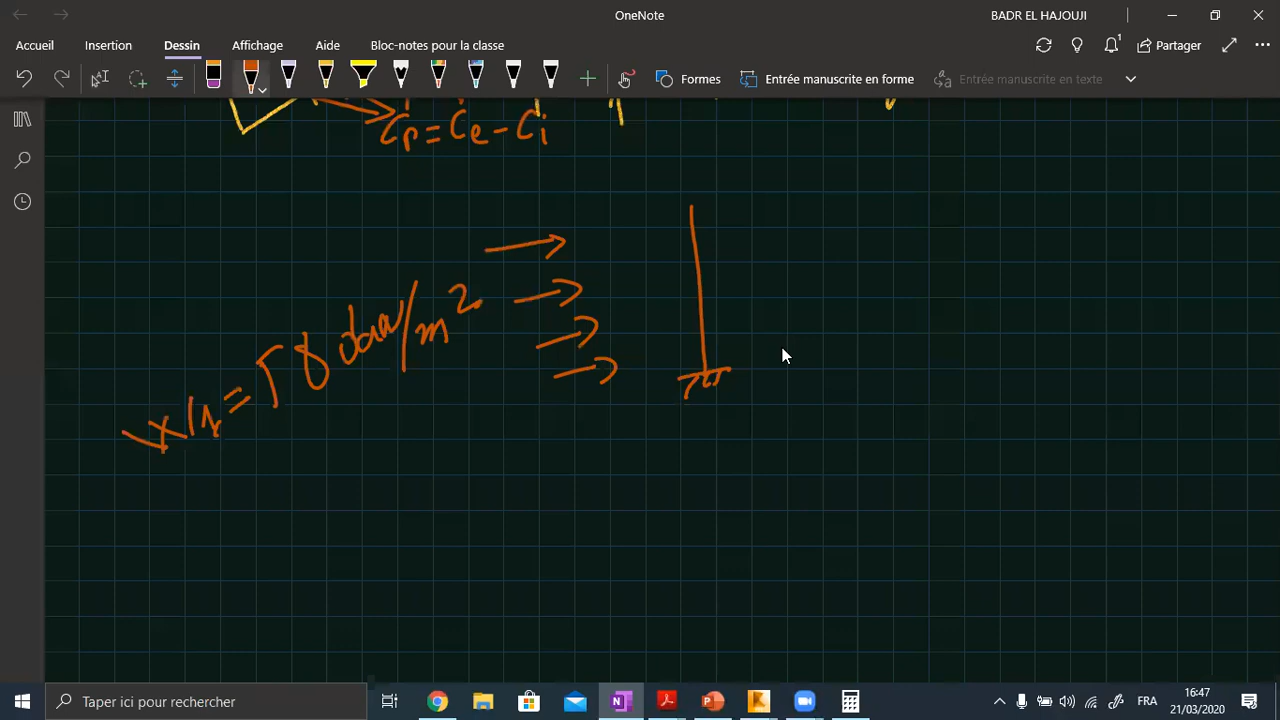 OneNote
BADR EL HAJOUJI
Accueil Insertion Dessin Affichage Aide Bloc-notes pour la classe
Partager
Formes Entrée manuscrite en forme Entrée manuscrite en texte
Cp = Ce - Ci
= 58 daN/m²
Taper ici pour rechercher
FRA
16:47
21/03/2020